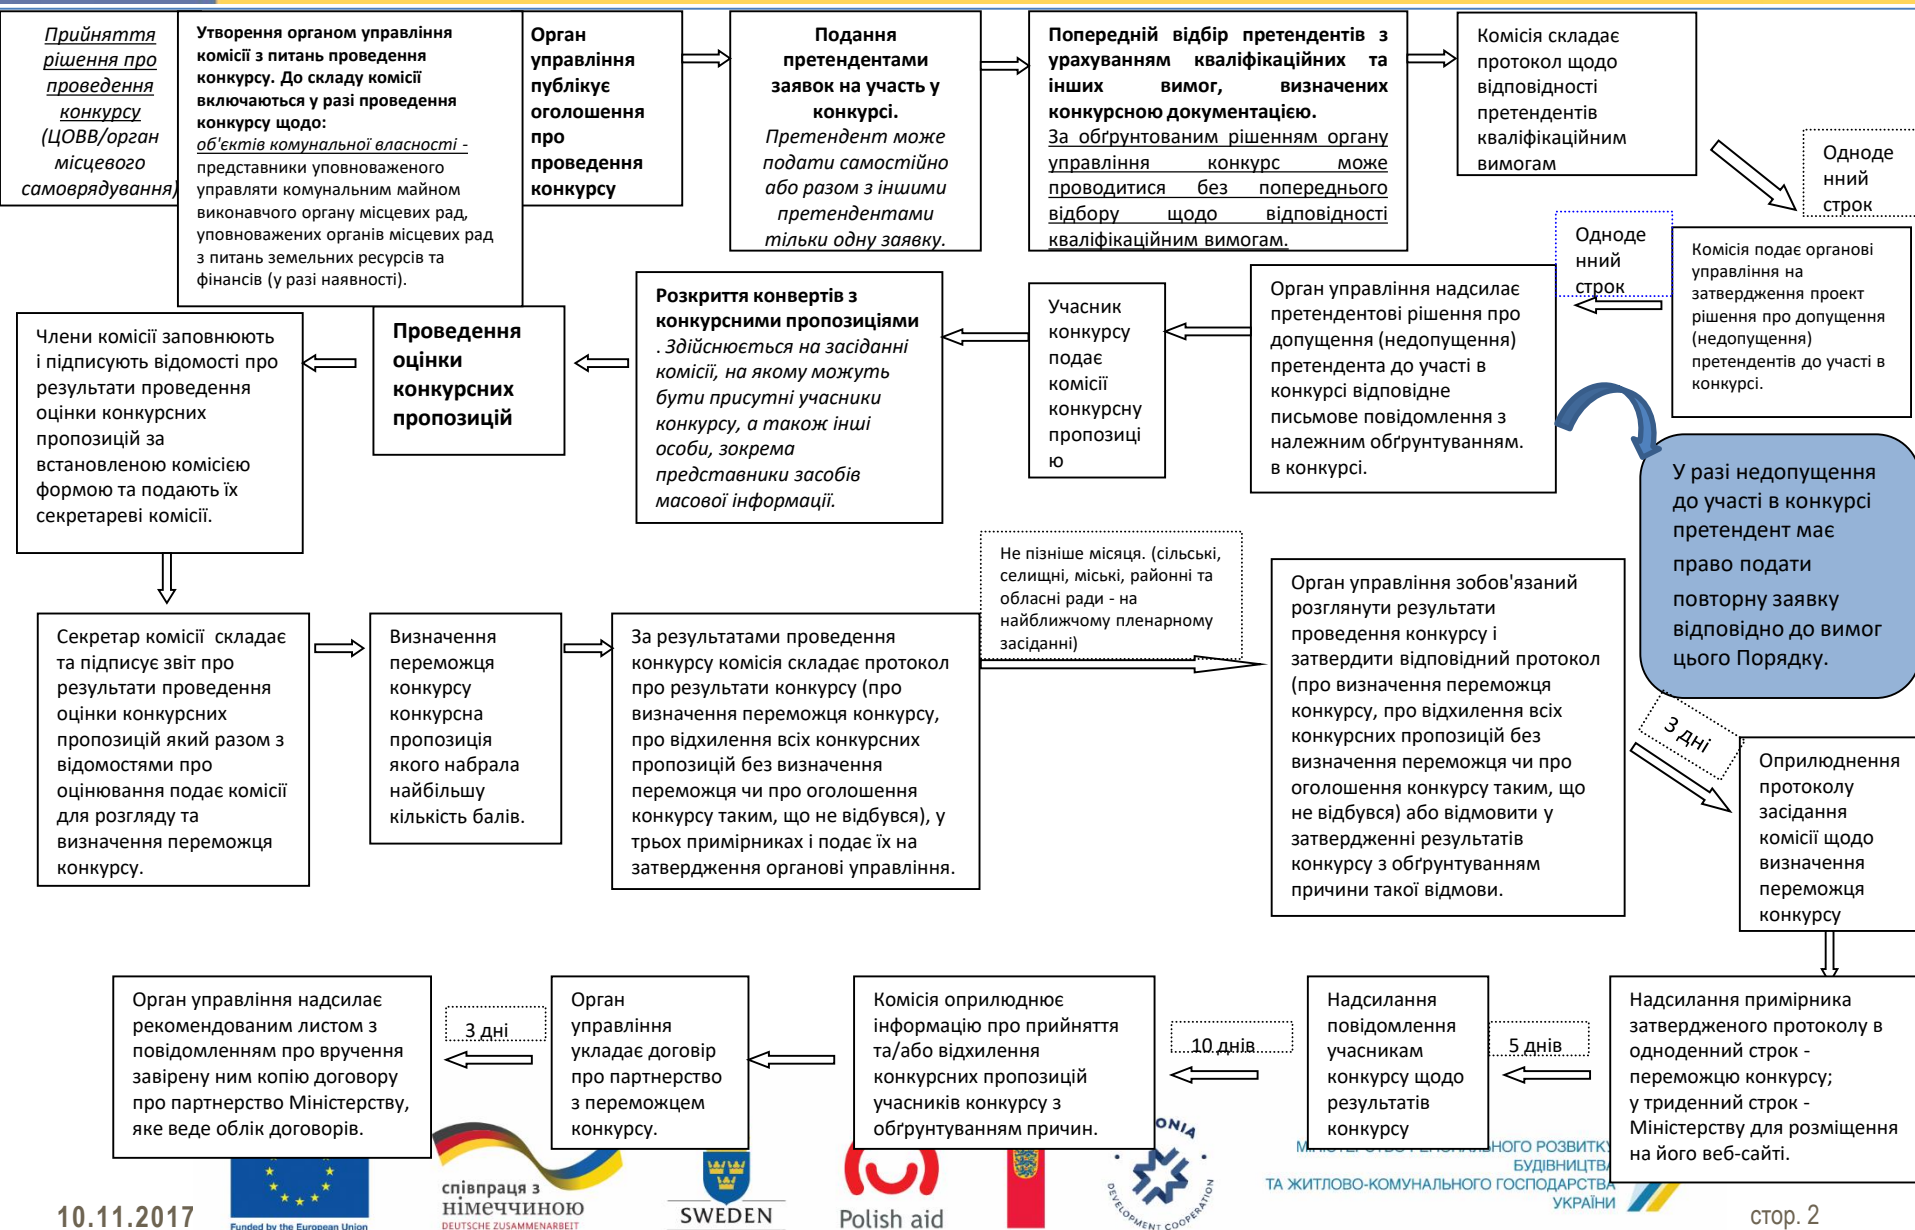 Прийняття
рішення про
проведення
конкурсу
(ЦОВВ/орган
місцевого
самоврядування)
Утворення органом управління
комісії з питань проведення
конкурсу. До складу комісії
включаються у разі проведення
конкурсу щодо:
об'єктів комунальної власності -
представники уповноваженого
управляти комунальним майном
виконавчого органу місцевих рад,
уповноважених органів місцевих рад
з питань земельних ресурсів та
фінансів (у разі наявності).
Орган
управління
публікує
оголошення
про
проведення
конкурсу
Подання
претендентами
заявок на участь у
конкурсі.
Претендент може
подати самостійно
або разом з іншими
претендентами
тільки одну заявку.
Попередній відбір претендентів з
урахуванням кваліфікаційних та
інших вимог, визначених
конкурсною документацією.
За обґрунтованим рішенням органу
управління конкурс може
проводитися без попереднього
відбору щодо відповідності
кваліфікаційним вимогам.
Комісія складає
протокол щодо
відповідності
претендентів
кваліфікаційним
вимогам
Одноде
нний
строк
Комісія подає органові
управління на
затвердження проект
рішення про допущення
(недопущення)
претендентів до участі в
конкурсі.
Одноде
нний
строк
Орган управління надсилає
претендентові рішення про
допущення (недопущення)
претендента до участі в
конкурсі відповідне
письмове повідомлення з
належним обґрунтуванням.
в конкурсі.
У разі недопущення
до участі в конкурсі
претендент має
право подати
повторну заявку
відповідно до вимог
цього Порядку.
Учасник
конкурсу
подає
комісії
конкурсну
пропозиці
ю
Розкриття конвертів з
конкурсними пропозиціями
. Здійснюється на засіданні
комісії, на якому можуть
бути присутні учасники
конкурсу, а також інші
особи, зокрема
представники засобів
масової інформації.
Проведення
оцінки
конкурсних
пропозицій
Члени комісії заповнюють
і підписують відомості про
результати проведення
оцінки конкурсних
пропозицій за
встановленою комісією
формою та подають їх
секретареві комісії.
Секретар комісії складає
та підписує звіт про
результати проведення
оцінки конкурсних
пропозицій який разом з
відомостями про
оцінювання подає комісії
для розгляду та
визначення переможця
конкурсу.
Визначення
переможця
конкурсу
конкурсна
пропозиція
якого набрала
найбільшу
кількість балів.
За результатами проведення
конкурсу комісія складає протокол
про результати конкурсу (про
визначення переможця конкурсу,
про відхилення всіх конкурсних
пропозицій без визначення
переможця чи про оголошення
конкурсу таким, що не відбувся), у
трьох примірниках і подає їх на
затвердження органові управління.
Не пізніше місяця. (сільські,
селищні, міські, районні та
обласні ради - на
найближчому пленарному
засіданні)
Орган управління зобов'язаний
розглянути результати
проведення конкурсу і
затвердити відповідний протокол
(про визначення переможця
конкурсу, про відхилення всіх
конкурсних пропозицій без
визначення переможця чи про
оголошення конкурсу таким, що
не відбувся) або відмовити у
затвердженні результатів
конкурсу з обґрунтуванням
причини такої відмови.
3 дні
Оприлюднення
протоколу
засідання
комісії щодо
визначення
переможця
конкурсу
Надсилання примірника
затвердженого протоколу в
одноденний строк -
переможцю конкурсу;
у триденний строк -
Міністерству для розміщення
на його веб-сайті.
5 днів
Надсилання
повідомлення
учасникам
конкурсу щодо
результатів
конкурсу
10 днів
Комісія оприлюднює
інформацію про прийняття
та/або відхилення
конкурсних пропозицій
учасників конкурсу з
обґрунтуванням причин.
Орган
управління
укладає договір
про партнерство
з переможцем
конкурсу.
3 дні
Орган управління надсилає
рекомендованим листом з
повідомленням про вручення
завірену ним копію договору
про партнерство Міністерству,
яке веде облік договорів.
10.11.2017
Funded by the European Union
співпраця з
німеччиною
DEUTSCHE ZUSAMMENARBEIT
SWEDEN
Polish aid
DEVELOPMENT COOPERATION
БУДІВНИЦТВА
ТА ЖИТЛОВО-КОМУНАЛЬНОГО ГОСПОДАРСТВА
УКРАЇНИ
стор. 2